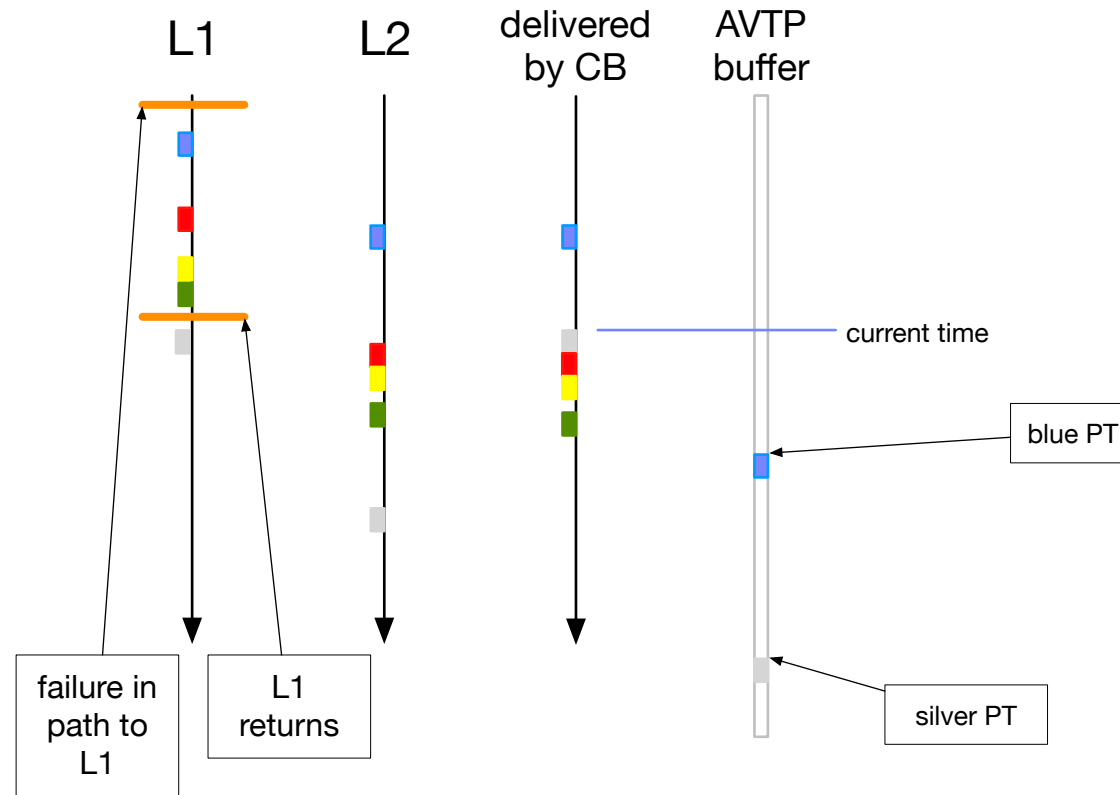 L1
L2
delivered
by CB
AVTP
buffer
current time
blue PT
silver PT
failure in
path to
L1
L1
returns